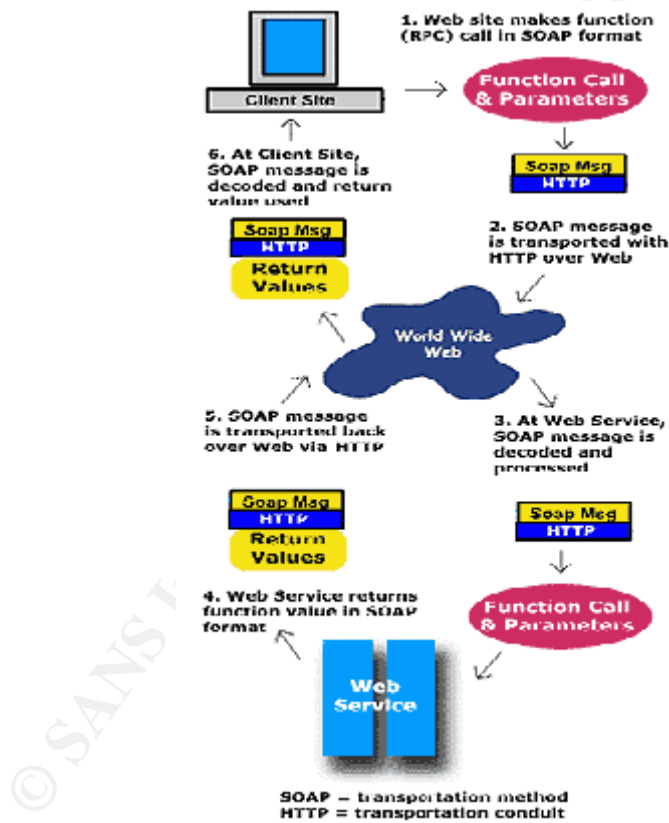 1. Web site makes function
(RPC) call in SOAP format
Client Site
Function Call
& Parameters
Soap Msg
HTTP
6. At Client Site,
SOAP message is
decoded and return
value used
Soap Msg
HTTP
Return
Values
2. SOAP message
is transported with
HTTP over Web
World Wide
Web
5. SOAP message
is transported back
over Web via HTTP
3. At Web Service,
SOAP message is
decoded and
processed
Soap Msg
HTTP
Return
Values
Soap Msg
HTTP
4. Web Service returns
function value in SOAP
format
Function Call
& Parameters
Web
Service
SOAP = transportation method
HTTP = transportation conduit
© SANS